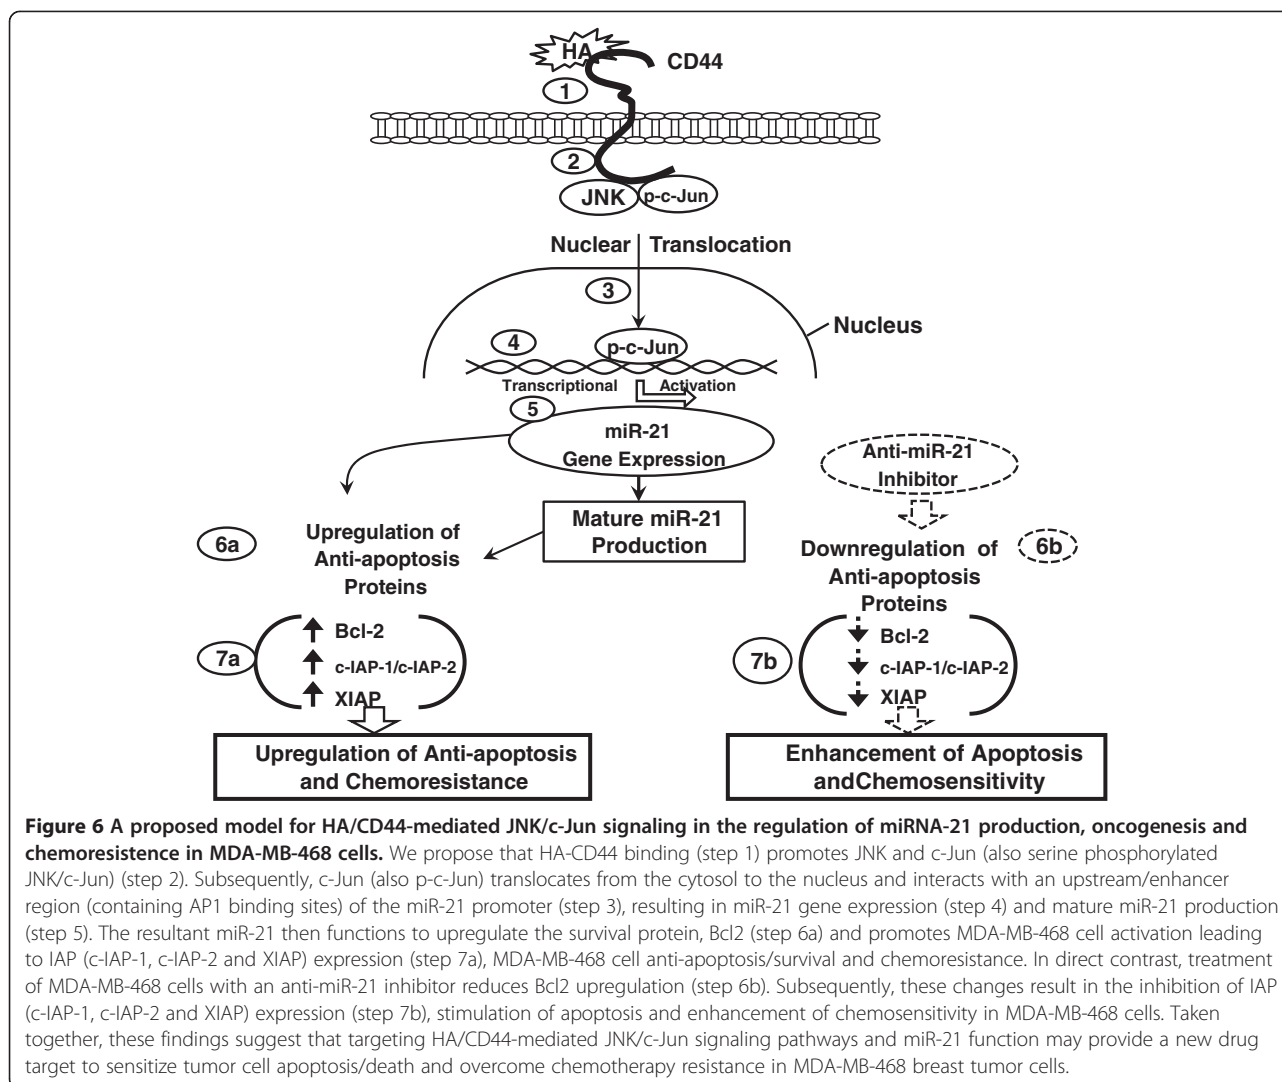 HA
CD44
1
2
JNK
p-c-Jun
Nuclear Translocation
3
Nucleus
4
p-c-Jun
Transcriptional Activation
5
miR-21
Gene Expression
Anti-miR-21
Inhibitor
Mature miR-21
Production
6a
Upregulation of
Anti-apoptosis
Proteins
Downregulation of
Anti-apoptosis
Proteins
6b
7a
Bcl-2
c-IAP-1/c-IAP-2
XIAP
7b
Bcl-2
c-IAP-1/c-IAP-2
XIAP
Upregulation of Anti-apoptosis
and Chemoresistance
Enhancement of Apoptosis
andChemosensitivity
Figure 6 A proposed model for HA/CD44-mediated JNK/c-Jun signaling in the regulation of miRNA-21 production, oncogenesis and
chemoresistence in MDA-MB-468 cells. We propose that HA-CD44 binding (step 1) promotes JNK and c-Jun (also serine phosphorylated
JNK/c-Jun) (step 2). Subsequently, c-Jun (also p-c-Jun) translocates from the cytosol to the nucleus and interacts with an upstream/enhancer
region (containing AP1 binding sites) of the miR-21 promoter (step 3), resulting in miR-21 gene expression (step 4) and mature miR-21 production
(step 5). The resultant miR-21 then functions to upregulate the survival protein, Bcl2 (step 6a) and promotes MDA-MB-468 cell activation leading
to IAP (c-IAP-1, c-IAP-2 and XIAP) expression (step 7a), MDA-MB-468 cell anti-apoptosis/survival and chemoresistance. In direct contrast, treatment
of MDA-MB-468 cells with an anti-miR-21 inhibitor reduces Bcl2 upregulation (step 6b). Subsequently, these changes result in the inhibition of IAP
(c-IAP-1, c-IAP-2 and XIAP) expression (step 7b), stimulation of apoptosis and enhancement of chemosensitivity in MDA-MB-468 cells. Taken
together, these findings suggest that targeting HA/CD44-mediated JNK/c-Jun signaling pathways and miR-21 function may provide a new drug
target to sensitize tumor cell apoptosis/death and overcome chemotherapy resistance in MDA-MB-468 breast tumor cells.